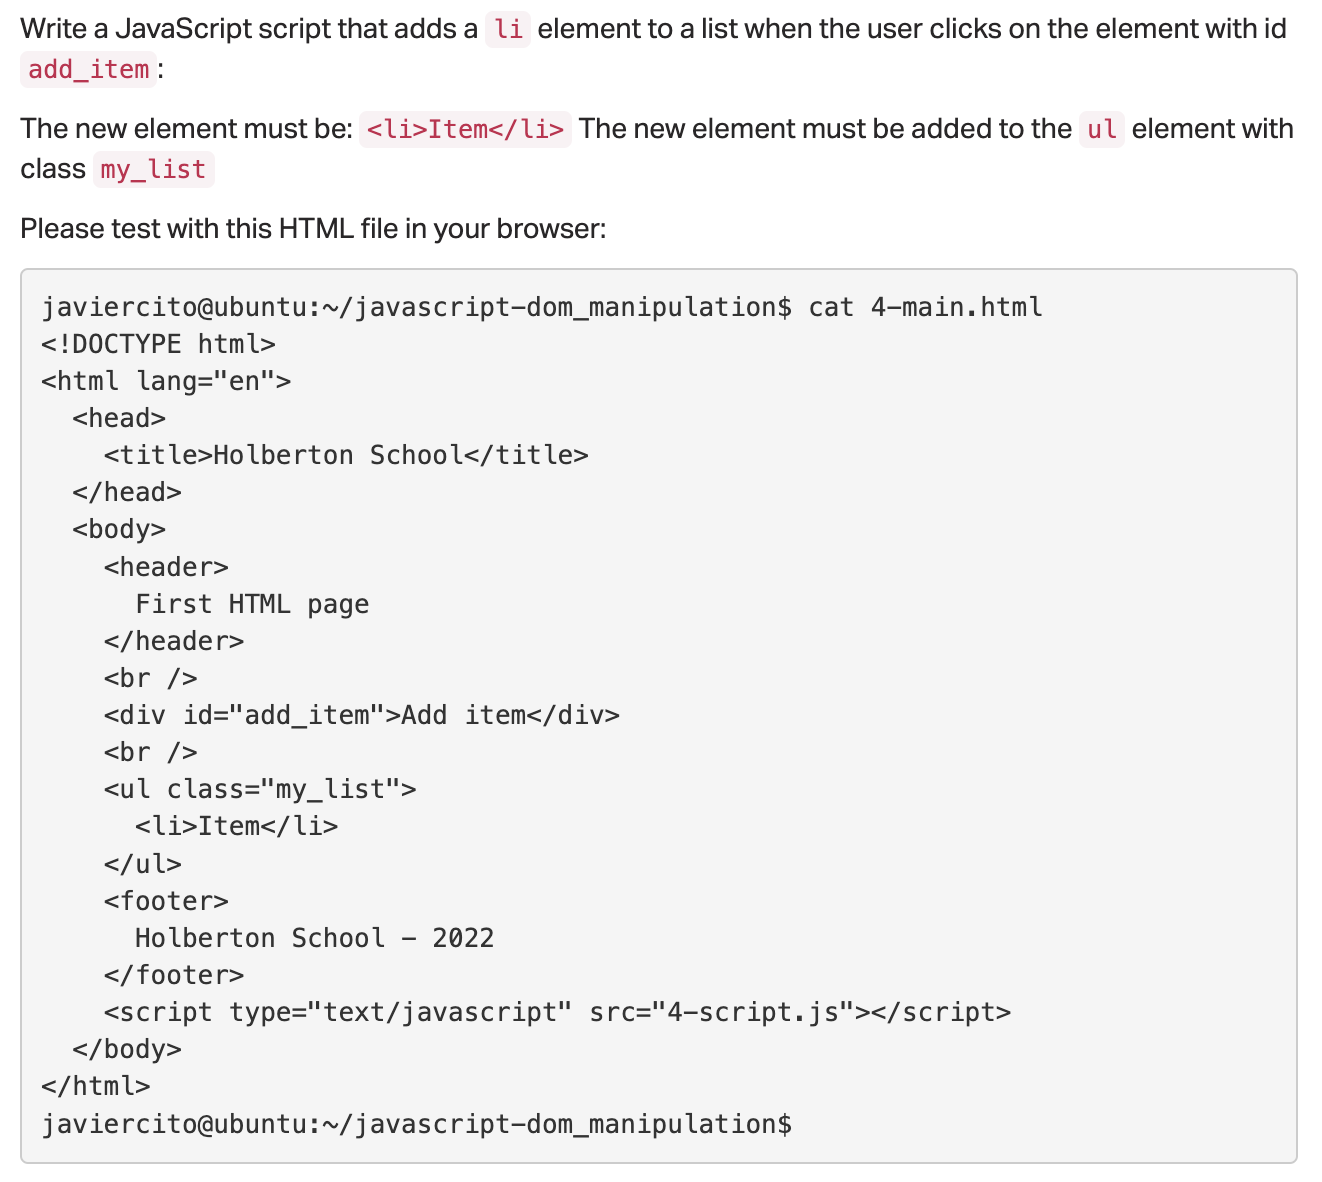 Write a JavaScript script that adds a li element to a list when the user clicks on the element with id
add_item:
The new element must be: <li>Item</li> The new element must be added to the ul element with
class my_list
Please test with this HTML file in your browser:
javiercito@ubuntu:~/javascript-dom_manipulation$ cat 4-main.html
<!DOCTYPE html>
<html lang="en">
  <head>
    <title>Holberton School</title>
  </head>
  <body>
    <header>
      First HTML page
    </header>
    <br />
    <div id="add_item">Add item</div>
    <br />
    <ul class="my_list">
      <li>Item</li>
    </ul>
    <footer>
      Holberton School - 2022
    </footer>
    <script type="text/javascript" src="4-script.js"></script>
  </body>
</html>
javiercito@ubuntu:~/javascript-dom_manipulation$